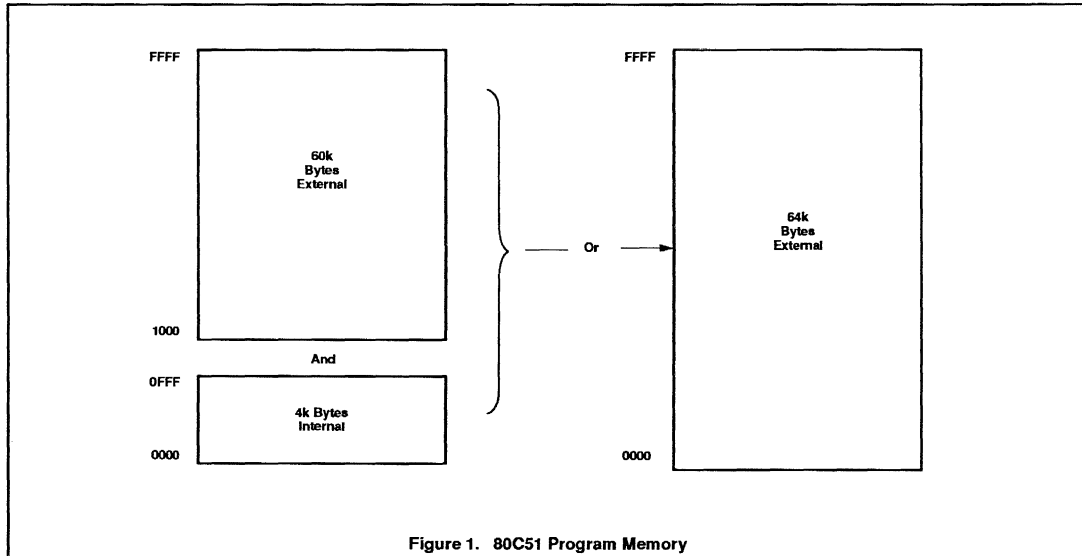 FFFF
60k
Bytes
External
1000
And
0FFF
4k Bytes
Internal
0000
Or
FFFF
64k
Bytes
External
0000
Figure 1. 80C51 Program Memory